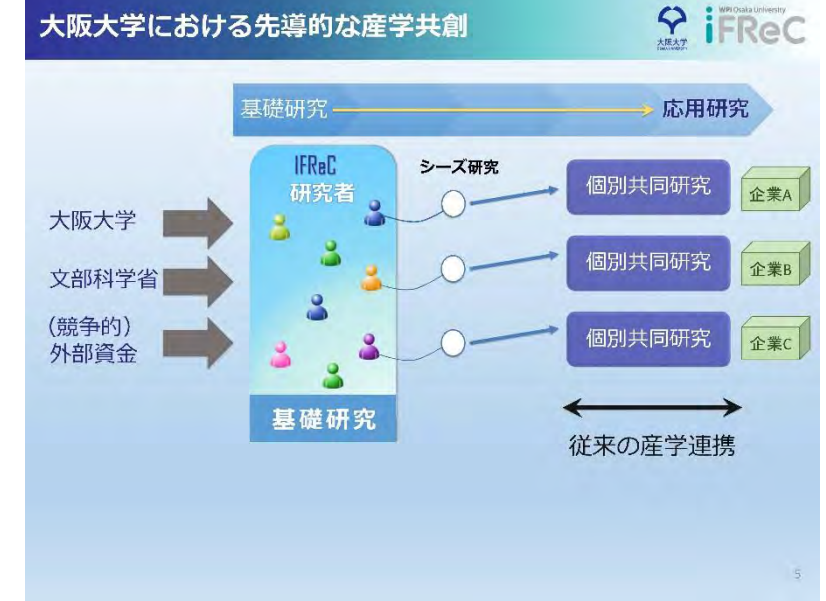 大阪大学における先導的な産学共創
大阪大学
OSAKA UNIVERSITY
WPI Osaka University
iFReC
基礎研究
応用研究
IFReC
研究者
シーズ研究
大阪大学
文部科学省
(競争的)
外部資金
個別共同研究
企業A
個別共同研究
企業B
個別共同研究
企業C
基礎研究
従来の産学連携
5